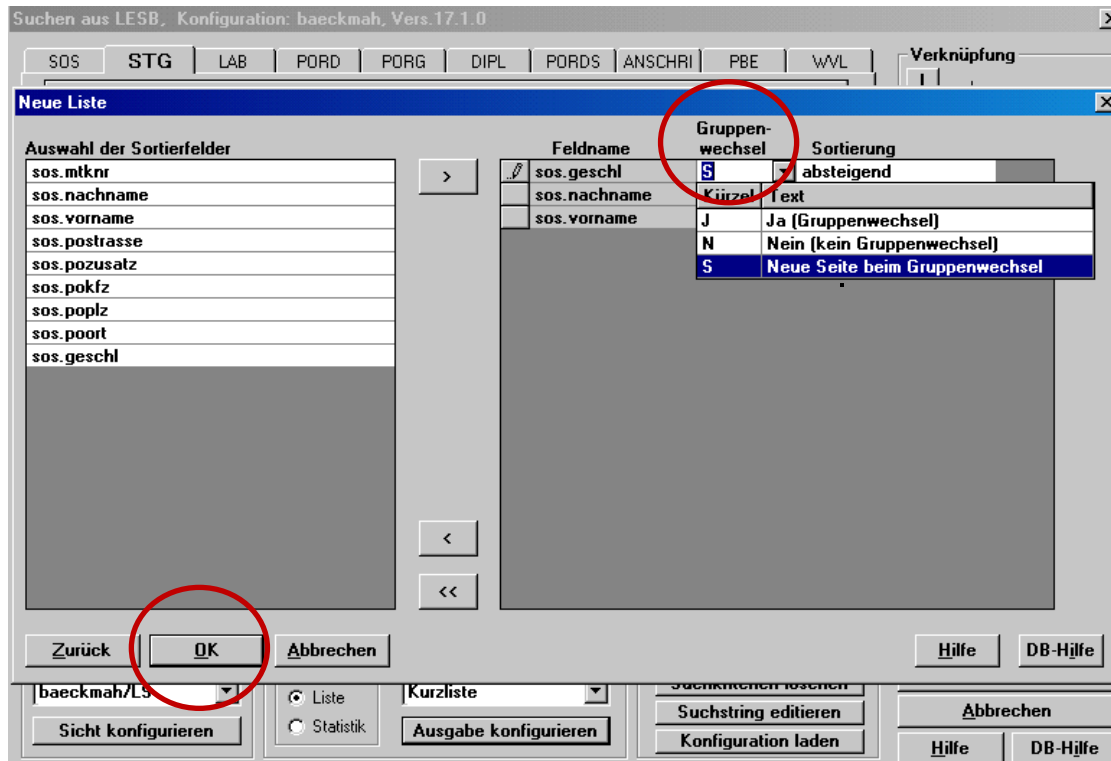 Suchen aus LESB, Konfiguration: baeckmah, Vers.17.1.0
SOS STG LAB PORD PORG DIPL PORDS ANSCHRI PBE WVL Verknüpfung
Neue Liste
Gruppen-
Auswahl der Sortierfelder Feldname wechsel Sortierung
sos.mtknr > sos.geschl S absteigend
sos.nachname sos.nachname Kürzel Text
sos.vorname sos.vorname J Ja (Gruppenwechsel)
sos.postrasse N Nein (kein Gruppenwechsel)
sos.pozusatz S Neue Seite beim Gruppenwechsel
sos.pokfz
sos.poplz
sos.poort
sos.geschl
<
<<
Zurück OK Abbrechen Hilfe DB-Hilfe
baeckmah/LS Liste Kurzliste Suchkriterien löschen
Sicht konfigurieren Statistik Ausgabe konfigurieren Suchstring editieren Abbrechen
Konfiguration laden Hilfe DB-Hilfe